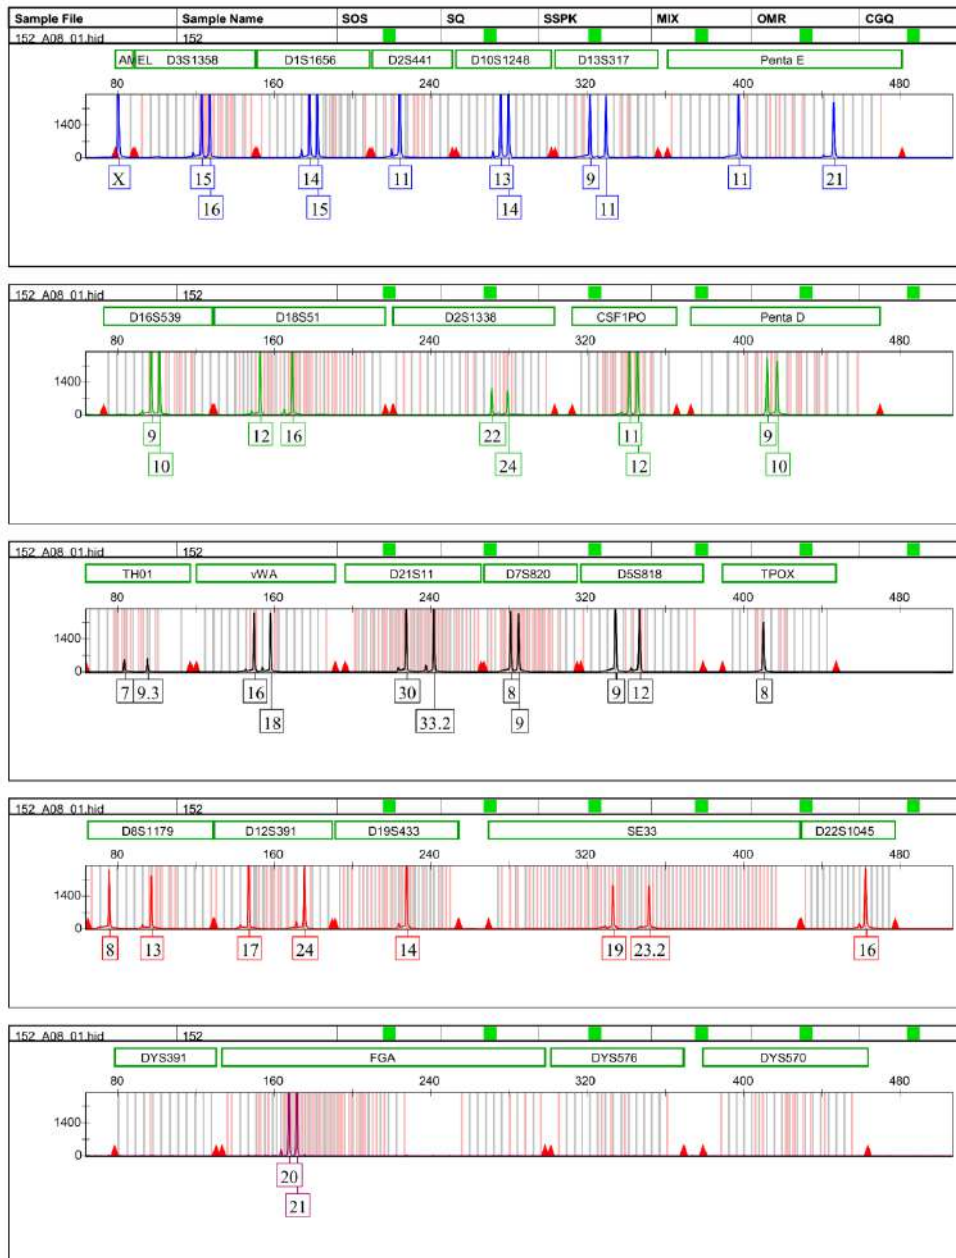 Sample File Sample Name SOS SQ SSPK MIX OMR CGQ
152_A08_01.hid 152
AMEL D3S1358 D1S1656 D2S441 D10S1248 D13S317 Penta E
80 160 240 320 400 480
1400
0
X 15 14 11 13 9 11 21
16 15 14 11
152_A08_01.hid 152
D16S539 D18S51 D2S1338 CSF1PO Penta D
80 160 240 320 400 480
1400
0
9 12 16 22 11 9
10 24 12 10
152_A08_01.hid 152
TH01 vWA D21S11 D7S820 D5S818 TPOX
80 160 240 320 400 480
1400
0
7 9.3 16 30 8 9 12 8
18 33.2 9
152_A08_01.hid 152
D8S1179 D12S391 D19S433 SE33 D22S1045
80 160 240 320 400 480
1400
0
8 13 17 24 14 19 23.2 16
152_A08_01.hid 152
DYS391 FGA DYS576 DYS570
80 160 240 320 400 480
1400
0
20
21